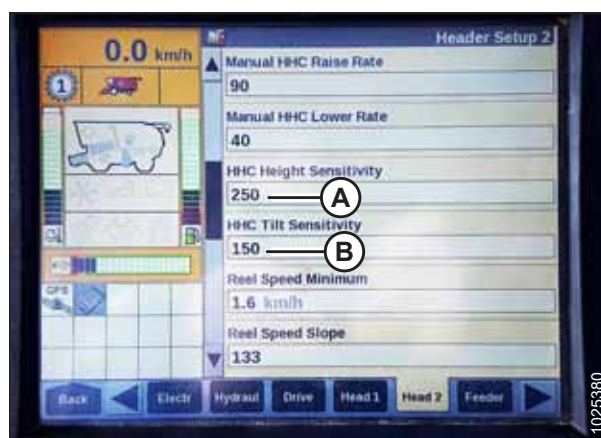 Header Setup 2
0.0 km/h
1
Manual HHC Raise Rate
90
Manual HHC Lower Rate
40
HHC Height Sensitivity
250
A
HHC Tilt Sensitivity
150
B
Reel Speed Minimum
1.6 km/h
Reel Speed Slope
133
GPS
Back Electr Hydraul Drive Head 1 Head 2 Feeder
1025380